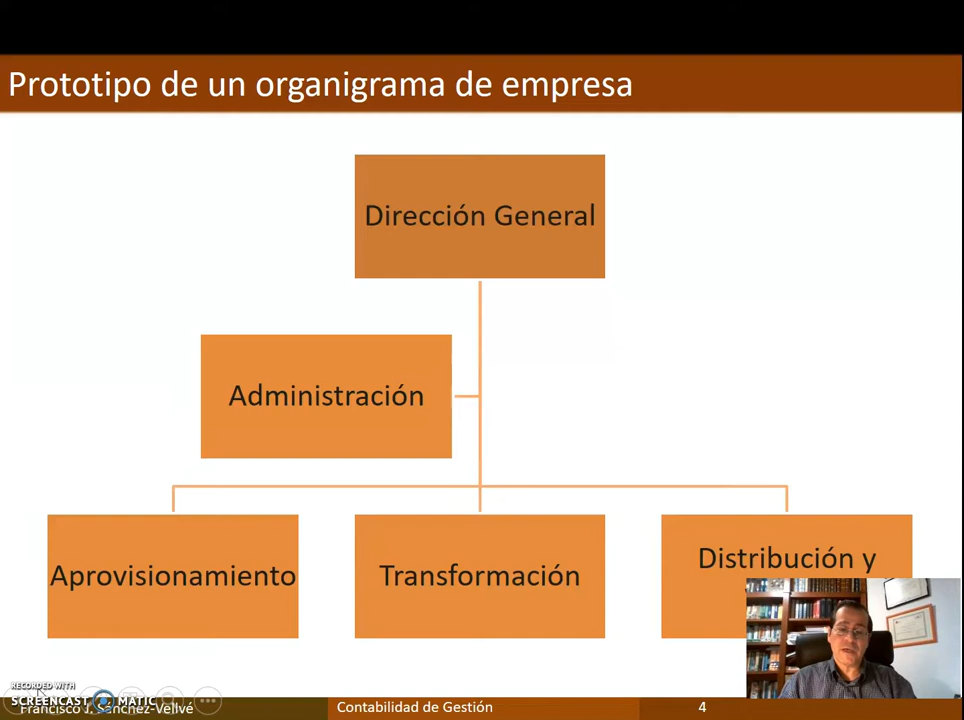 Prototipo de un organigrama de empresa
Dirección General
Administración
Aprovisionamiento
Transformación
Distribución y
RECORDED WITH
SCREENCAST MATIC
Francisco J. Sánchez-Vellvé
Contabilidad de Gestión
4